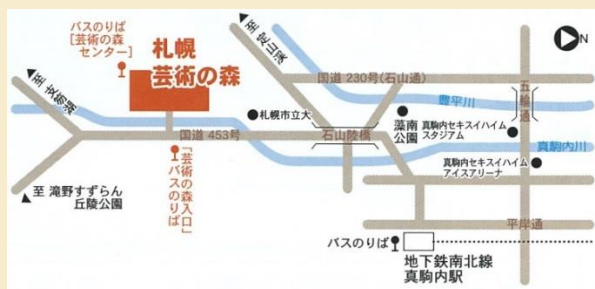 バスのりば
[芸術の森
センター]
札幌
芸術の森
至 定山渓
国道 230号(石山通)
N
五輪通
豊平川
至 支笏湖
札幌市立大
藻南
公園
真駒内セキスイハイム
スタジアム
国道 453号
石山陸橋
真駒内川
真駒内セキスイハイム
アイスアリーナ
「芸術の森入口」
バスのりば
至 滝野すずらん
丘陵公園
平岸通
バスのりば
地下鉄南北線
真駒内駅